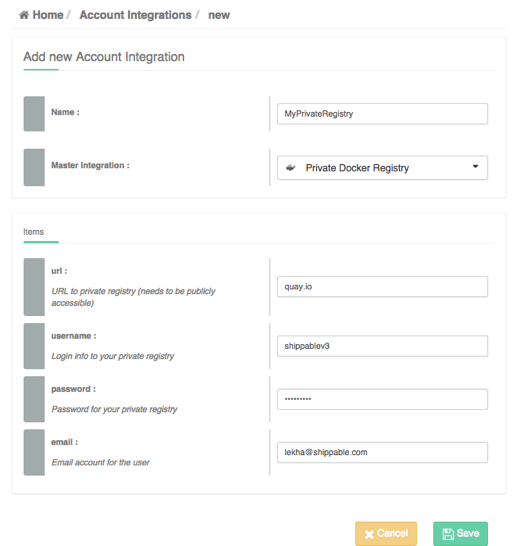 Home / Account Integrations / new
Add new Account Integration
Name :
MyPrivateRegistry
Master Integration :
Private Docker Registry
Items
url :
URL to private registry (needs to be publicly
accessible)
quay.io
username :
Login info to your private registry
shippablev3
password :
Password for your private registry
•••••••••
email :
Email account for the user
lekha@shippable.com
Cancel
Save